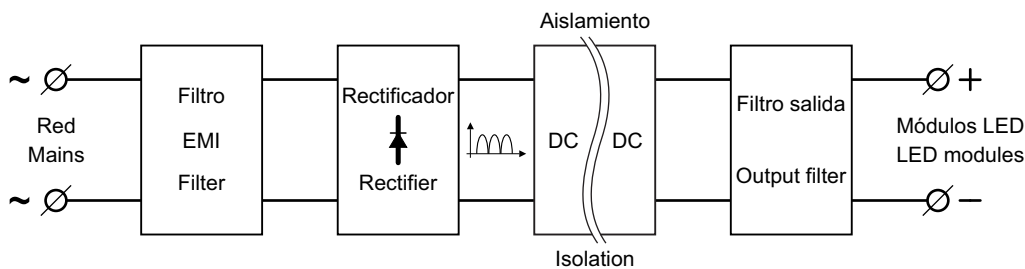 Aislamiento
~
Filtro
EMI
Filter
Rectificador
Rectifier
DC
DC
Filtro salida
Output filter
+
Red
Mains
Módulos LED
LED modules
~
−
Isolation